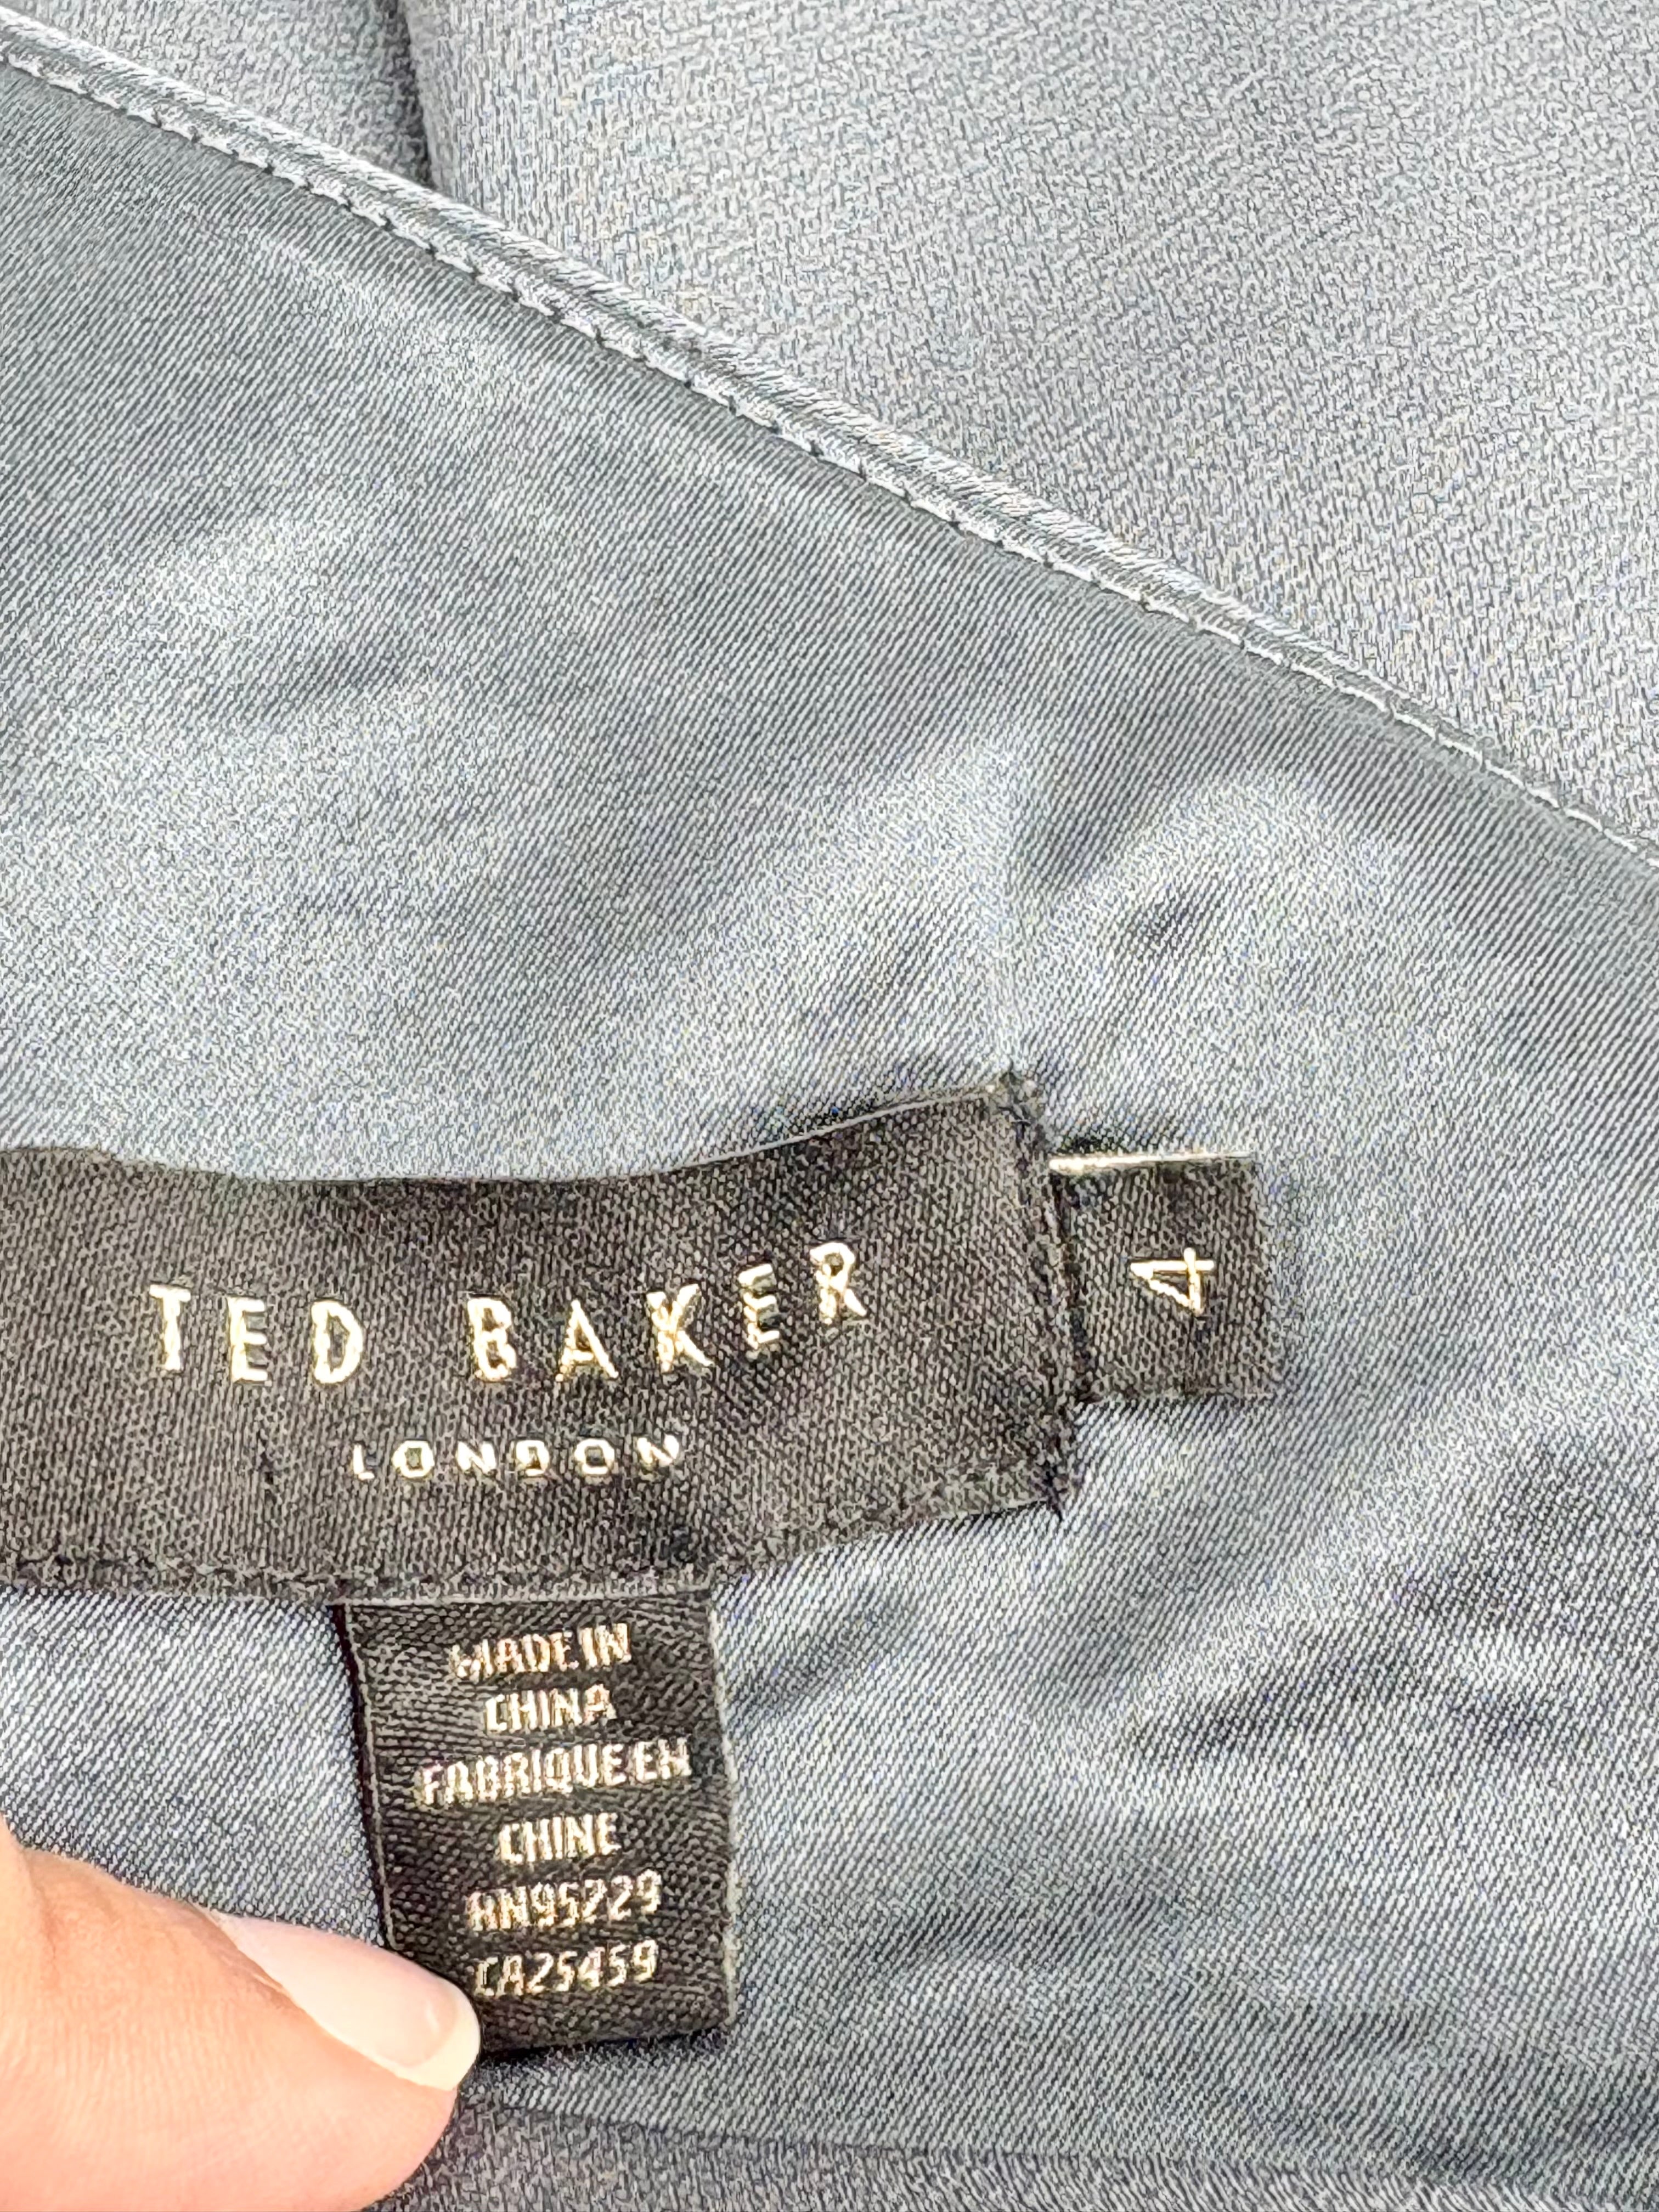 TED BAKER
LONDON
4
MADE IN
CHINA
FABRIQUE EN
CHINE
RN95229
CA25459